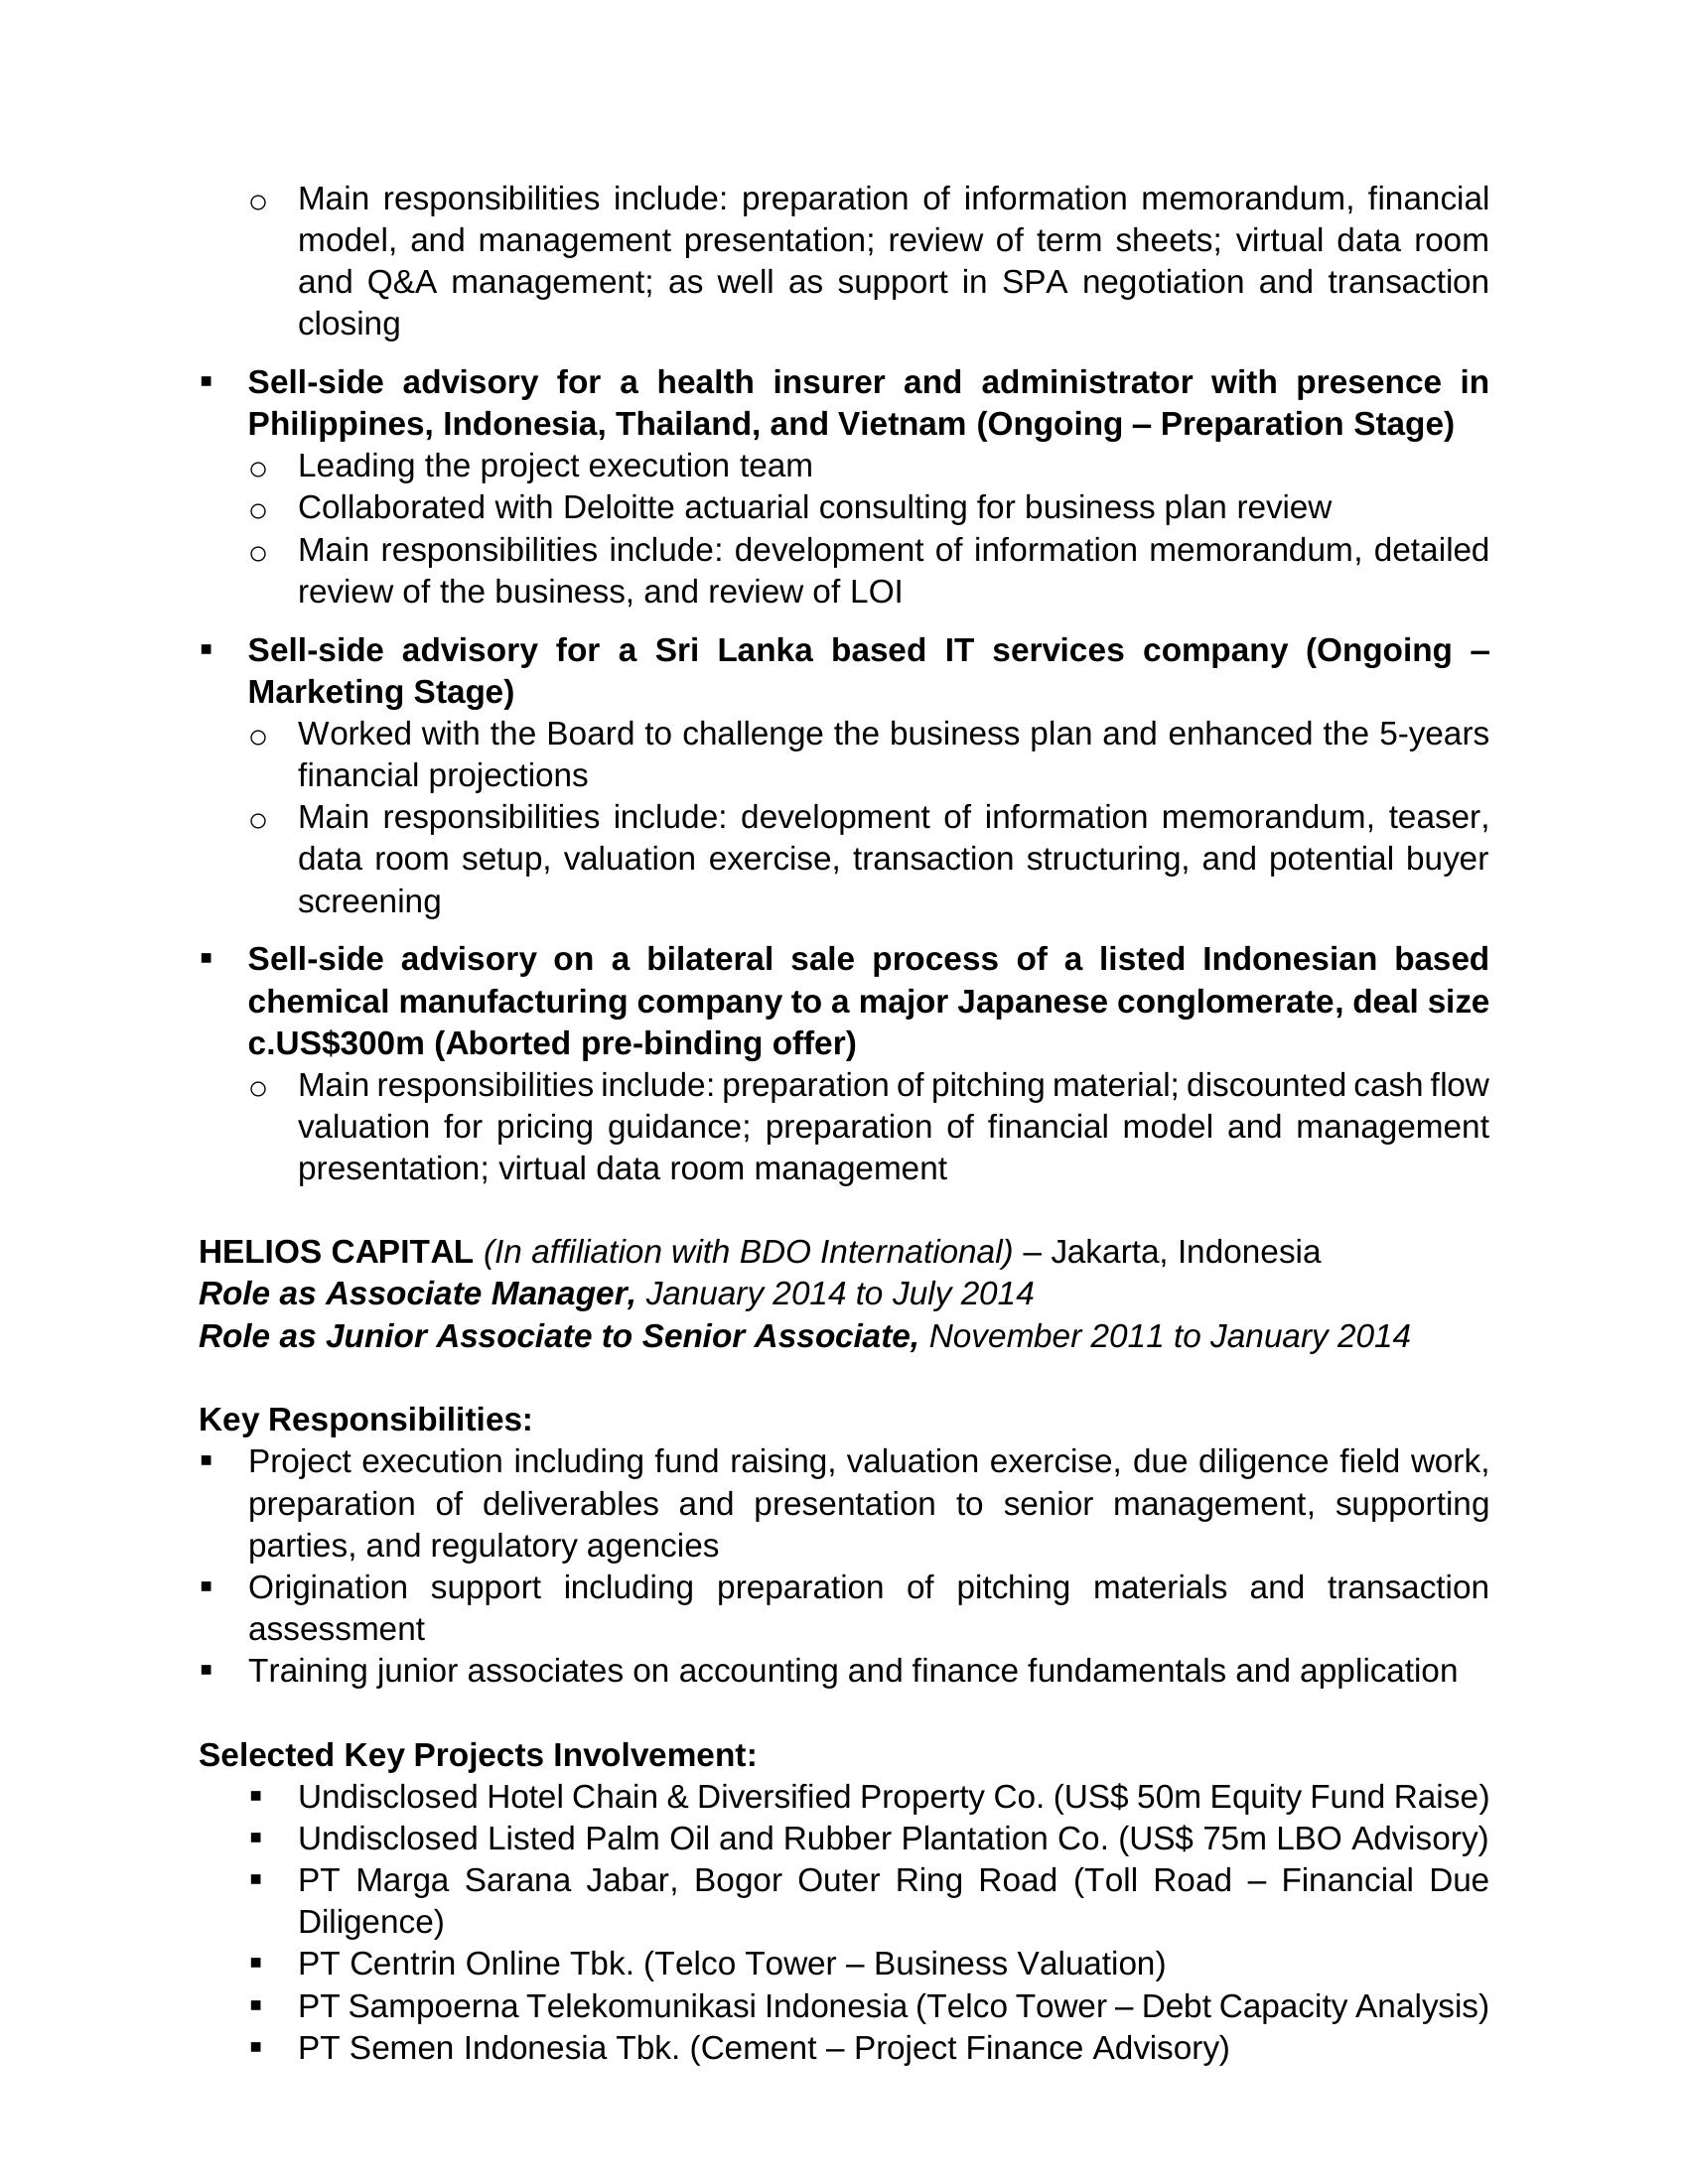 o Main responsibilities include: preparation of information memorandum, financial
model, and management presentation; review of term sheets; virtual data room
and Q&A management; as well as support in SPA negotiation and transaction
closing
▪ Sell-side advisory for a health insurer and administrator with presence in
Philippines, Indonesia, Thailand, and Vietnam (Ongoing – Preparation Stage)
o Leading the project execution team
o Collaborated with Deloitte actuarial consulting for business plan review
o Main responsibilities include: development of information memorandum, detailed
review of the business, and review of LOI
▪ Sell-side advisory for a Sri Lanka based IT services company (Ongoing –
Marketing Stage)
o Worked with the Board to challenge the business plan and enhanced the 5-years
financial projections
o Main responsibilities include: development of information memorandum, teaser,
data room setup, valuation exercise, transaction structuring, and potential buyer
screening
▪ Sell-side advisory on a bilateral sale process of a listed Indonesian based
chemical manufacturing company to a major Japanese conglomerate, deal size
c.US$300m (Aborted pre-binding offer)
o Main responsibilities include: preparation of pitching material; discounted cash flow
valuation for pricing guidance; preparation of financial model and management
presentation; virtual data room management
HELIOS CAPITAL (In affiliation with BDO International) – Jakarta, Indonesia
Role as Associate Manager, January 2014 to July 2014
Role as Junior Associate to Senior Associate, November 2011 to January 2014
Key Responsibilities:
▪ Project execution including fund raising, valuation exercise, due diligence field work,
preparation of deliverables and presentation to senior management, supporting
parties, and regulatory agencies
▪ Origination support including preparation of pitching materials and transaction
assessment
▪ Training junior associates on accounting and finance fundamentals and application
Selected Key Projects Involvement:
▪ Undisclosed Hotel Chain & Diversified Property Co. (US$ 50m Equity Fund Raise)
▪ Undisclosed Listed Palm Oil and Rubber Plantation Co. (US$ 75m LBO Advisory)
▪ PT Marga Sarana Jabar, Bogor Outer Ring Road (Toll Road – Financial Due
Diligence)
▪ PT Centrin Online Tbk. (Telco Tower – Business Valuation)
▪ PT Sampoerna Telekomunikasi Indonesia (Telco Tower – Debt Capacity Analysis)
▪ PT Semen Indonesia Tbk. (Cement – Project Finance Advisory)